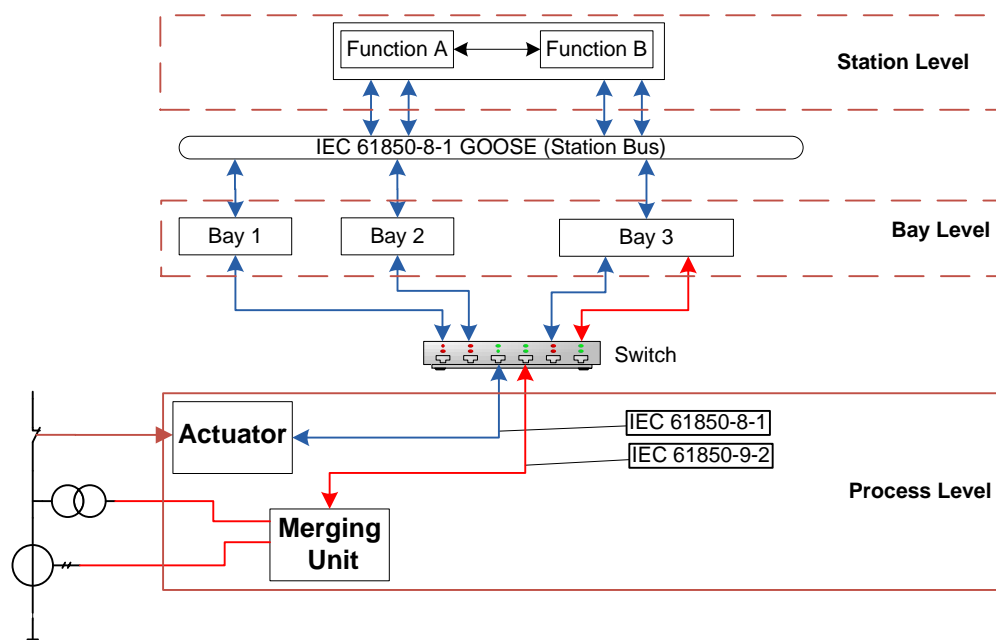 Function A
Function B
Station Level
IEC 61850-8-1 GOOSE (Station Bus)
Bay 1
Bay 2
Bay 3
Bay Level
Switch
Actuator
IEC 61850-8-1
IEC 61850-9-2
Process Level
Merging
Unit